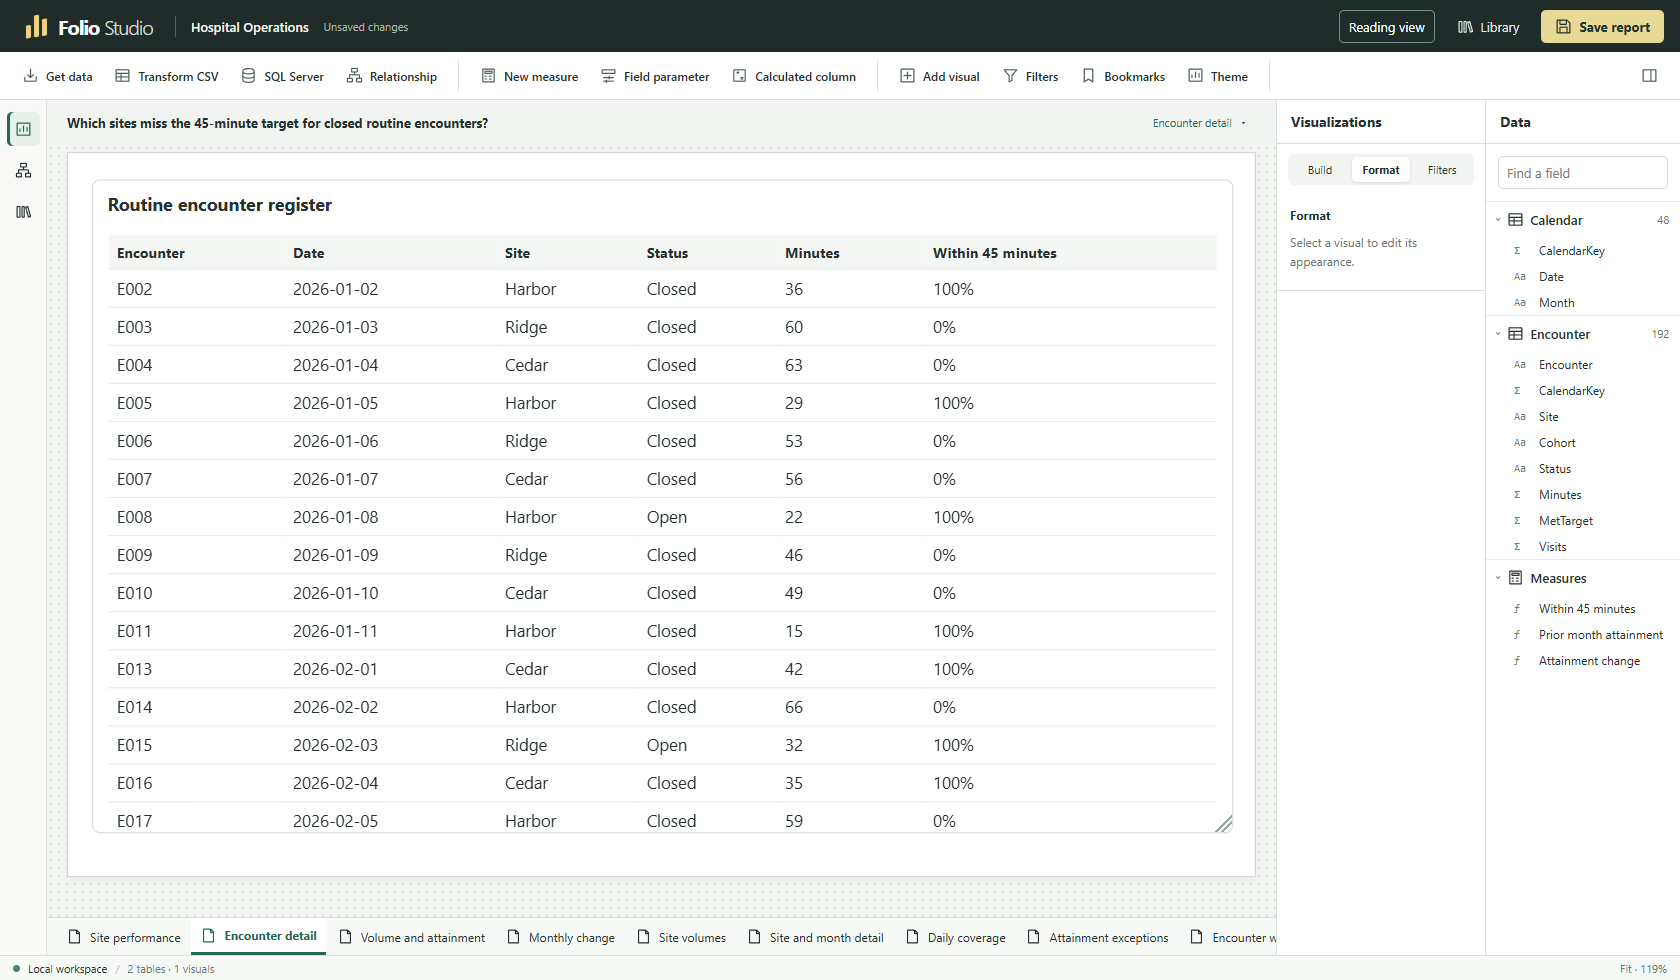 Folio Studio
Hospital Operations
Unsaved changes
Reading view
Library
Save report
Get data
Transform CSV
SQL Server
Relationship
New measure
Field parameter
Calculated column
Add visual
Filters
Bookmarks
Theme
Which sites miss the 45-minute target for closed routine encounters?
Encounter detail
Routine encounter register
Encounter Date Site Status Minutes Within 45 minutes
E002 2026-01-02 Harbor Closed 36 100%
E003 2026-01-03 Ridge Closed 60 0%
E004 2026-01-04 Cedar Closed 63 0%
E005 2026-01-05 Harbor Closed 29 100%
E006 2026-01-06 Ridge Closed 53 0%
E007 2026-01-07 Cedar Closed 56 0%
E008 2026-01-08 Harbor Open 22 100%
E009 2026-01-09 Ridge Closed 46 0%
E010 2026-01-10 Cedar Closed 49 0%
E011 2026-01-11 Harbor Closed 15 100%
E013 2026-02-01 Cedar Closed 42 100%
E014 2026-02-02 Harbor Closed 66 0%
E015 2026-02-03 Ridge Open 32 100%
E016 2026-02-04 Cedar Closed 35 100%
E017 2026-02-05 Harbor Closed 59 0%
Visualizations
Build
Format
Filters
Format
Select a visual to edit its
appearance.
Data
Find a field
Calendar 48
Σ CalendarKey
Aa Date
Aa Month
Encounter 192
Aa Encounter
Σ CalendarKey
Aa Site
Aa Cohort
Aa Status
Σ Minutes
Σ MetTarget
Σ Visits
Measures
f Within 45 minutes
f Prior month attainment
f Attainment change
Site performance
Encounter detail
Volume and attainment
Monthly change
Site volumes
Site and month detail
Daily coverage
Attainment exceptions
Encounter w
Local workspace / 2 tables · 1 visuals
Fit · 119%